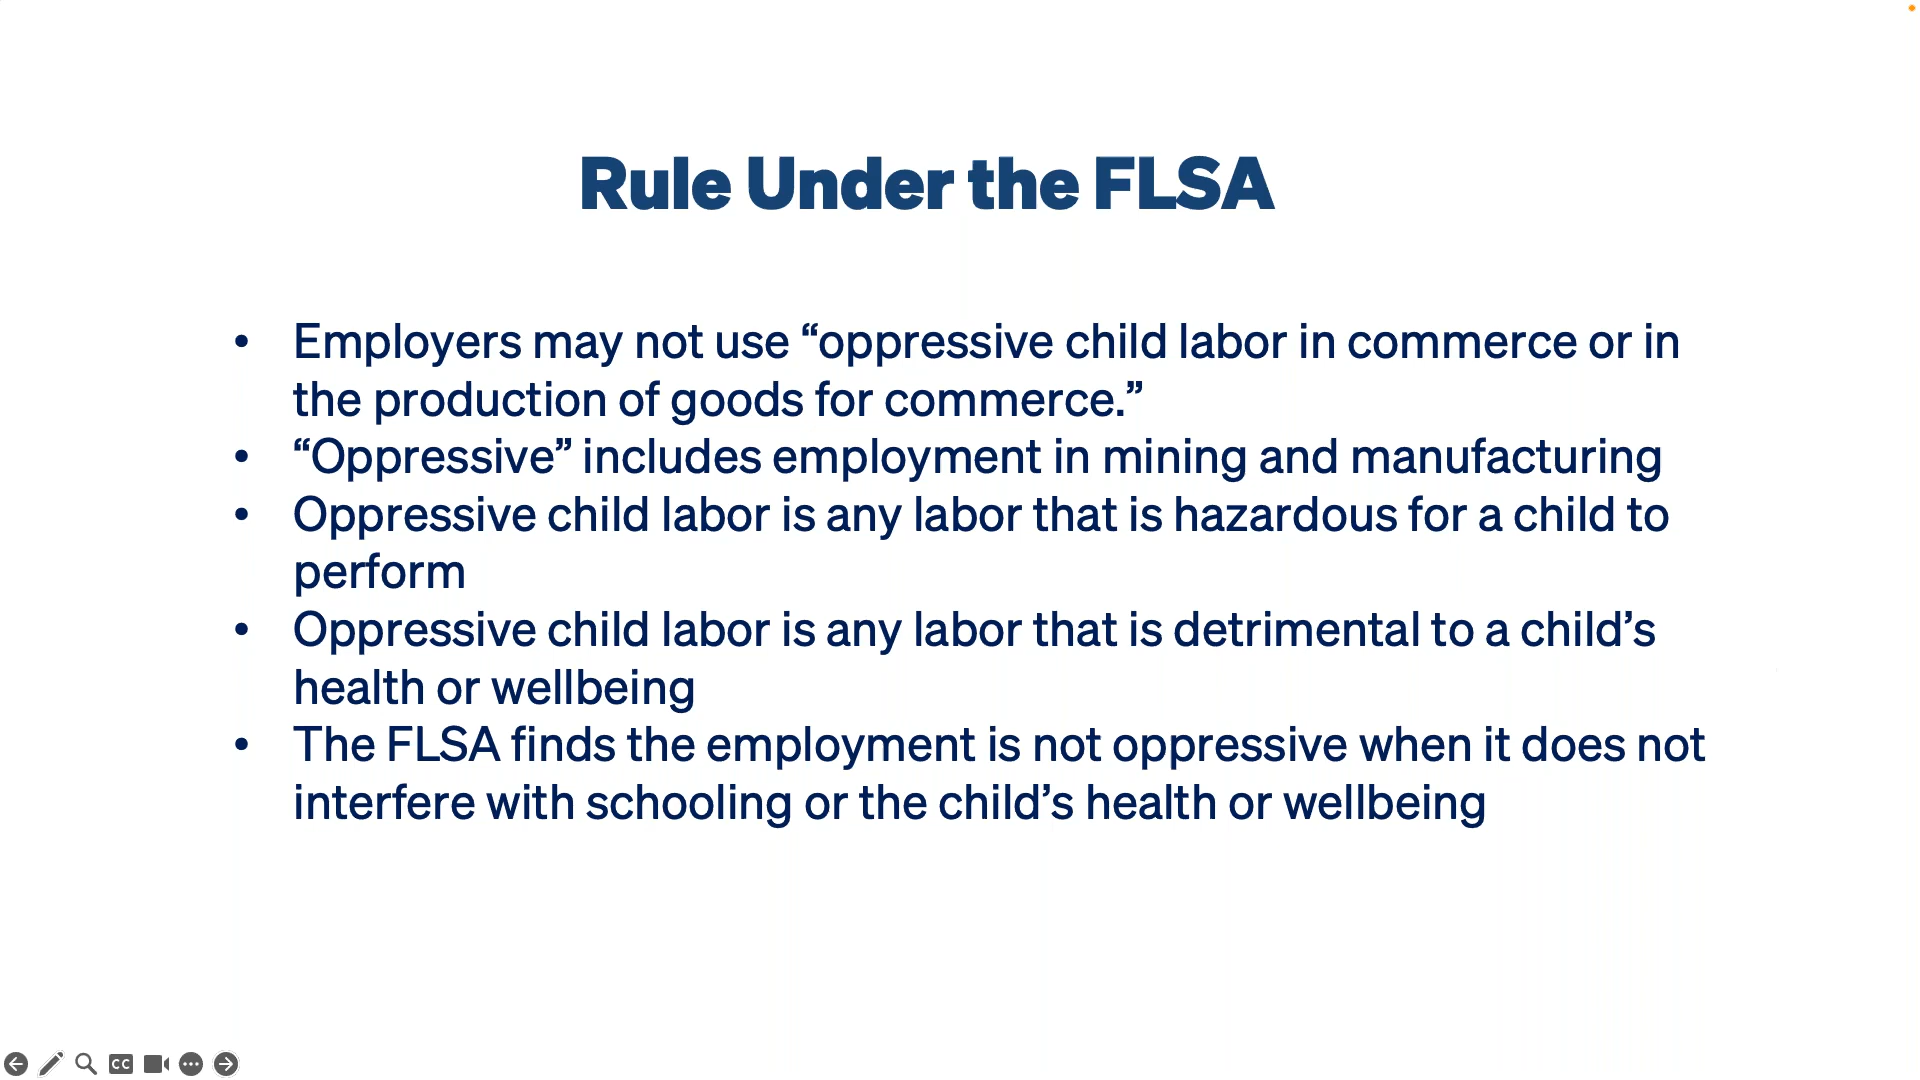 Rule Under the FLSA
• Employers may not use “oppressive child labor in commerce or in
the production of goods for commerce.”
• “Oppressive” includes employment in mining and manufacturing
• Oppressive child labor is any labor that is hazardous for a child to
perform
• Oppressive child labor is any labor that is detrimental to a child’s
health or wellbeing
• The FLSA finds the employment is not oppressive when it does not
interfere with schooling or the child’s health or wellbeing
CC